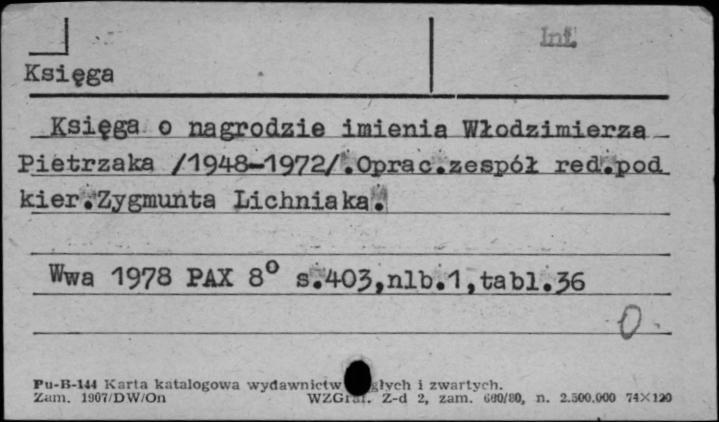 Inf.
Księga
Księga o nagrodzie imienia Włodzimierza
Pietrzaka /1948-1972/.Oprac.zespół red.pod
kier.Zygmunta Lichniaka.
Wwa 1978 PAX 8° s.403,nlb.1,tabl.36
0
Pu-B-144 Karta katalogowa wydawnictw głych i zwartych.
Zam. 1907/DW/On WZGraf. Z-d 2, zam. 680/80, n. 2.500.000 74×120